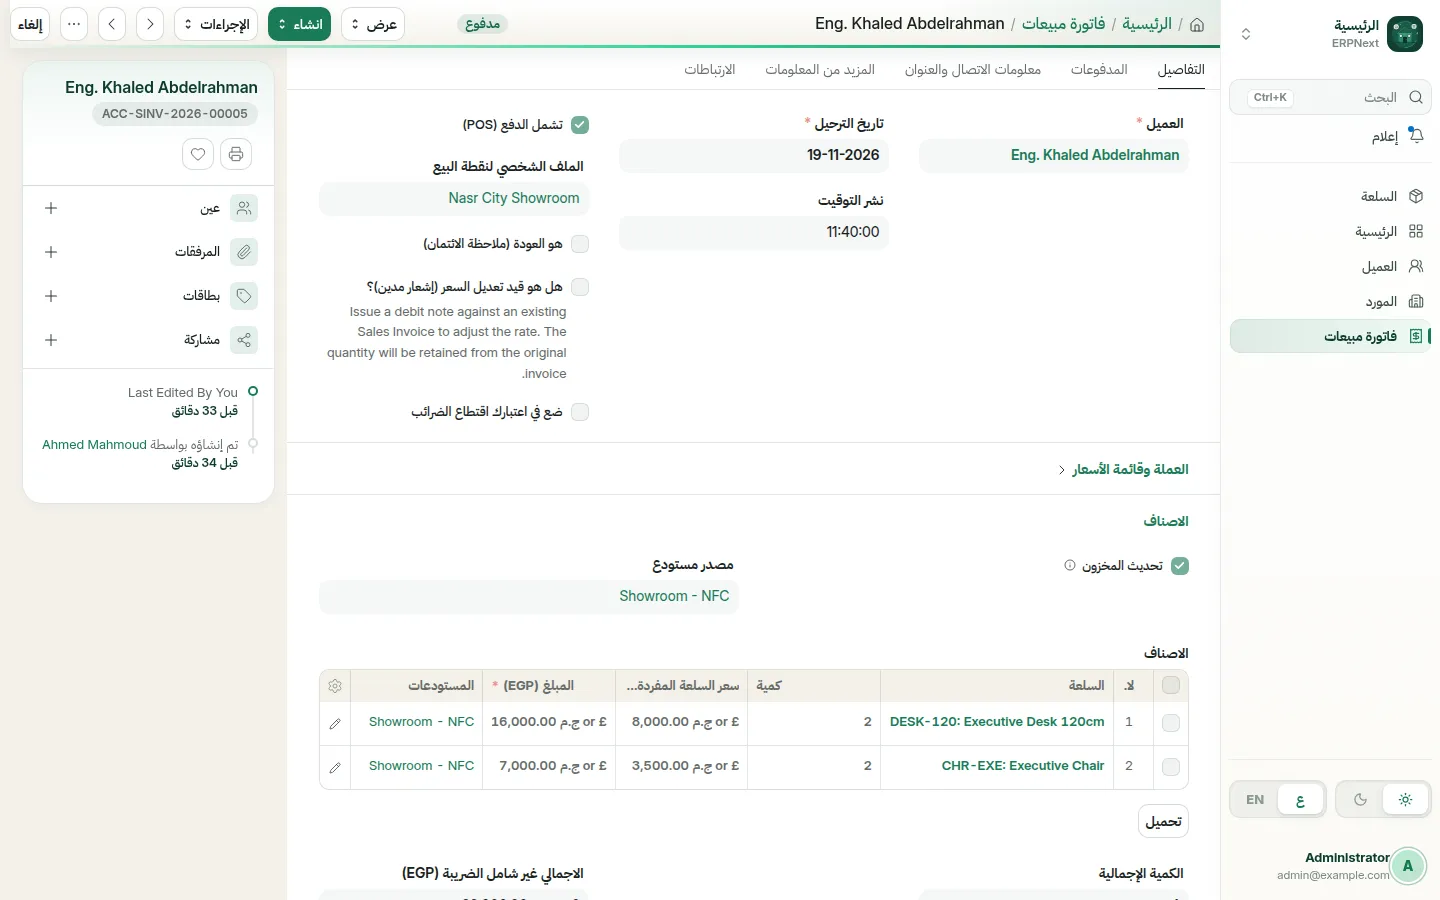 الرئيسية
ERPNext
البحث
Ctrl+K
إعلام
السلعة
الرئيسية
العميل
المورد
فاتورة مبيعات
ع
EN
Administrator
admin@example.com
A
الرئيسية / فاتورة مبيعات / Eng. Khaled Abdelrahman
مدفوع
عرض
انشاء
الإجراءات
إلغاء
التفاصيل
المدفوعات
معلومات الاتصال والعنوان
المزيد من المعلومات
الارتباطات
العميل *
Eng. Khaled Abdelrahman
تاريخ الترحيل *
19-11-2026
نشر التوقيت
11:40:00
تشمل الدفع (POS)
الملف الشخصي لنقطة البيع
Nasr City Showroom
هو العودة (ملاحظة الائتمان)
هل هو قيد تعديل السعر (إشعار مدين)؟
Issue a debit note against an existing
Sales Invoice to adjust the rate. The
quantity will be retained from the original
.invoice
ضع في اعتبارك اقتطاع الضرائب
العملة وقائمة الأسعار
الاصناف
تحديث المخزون
مصدر مستودع
Showroom - NFC
الاصناف
لا. السلعة كمية سعر السلعة المفردة... المبلغ (EGP) * المستودعات
1 DESK-120: Executive Desk 120cm 2 £ or ج.م 8,000.00 £ or ج.م 16,000.00 Showroom - NFC
2 CHR-EXE: Executive Chair 2 £ or ج.م 3,500.00 £ or ج.م 7,000.00 Showroom - NFC
تحميل
الكمية الإجمالية
الاجمالي غير شامل الضريبة (EGP)
Eng. Khaled Abdelrahman
ACC-SINV-2026-00005
عين
المرفقات
بطاقات
مشاركة
Last Edited By You
قبل 33 دقائق
تم إنشاؤه بواسطة Ahmed Mahmoud
قبل 34 دقائق